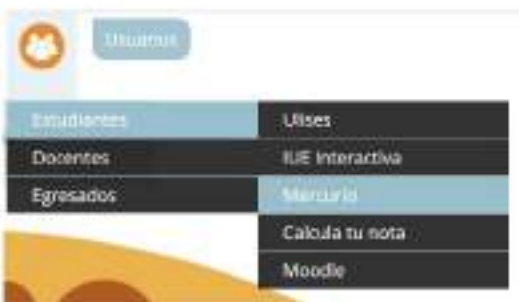 Usuarios
Estudiantes
Docentes
Egresados
Ulises
IUE Interactiva
Mercurio
Calcula tu nota
Moodle